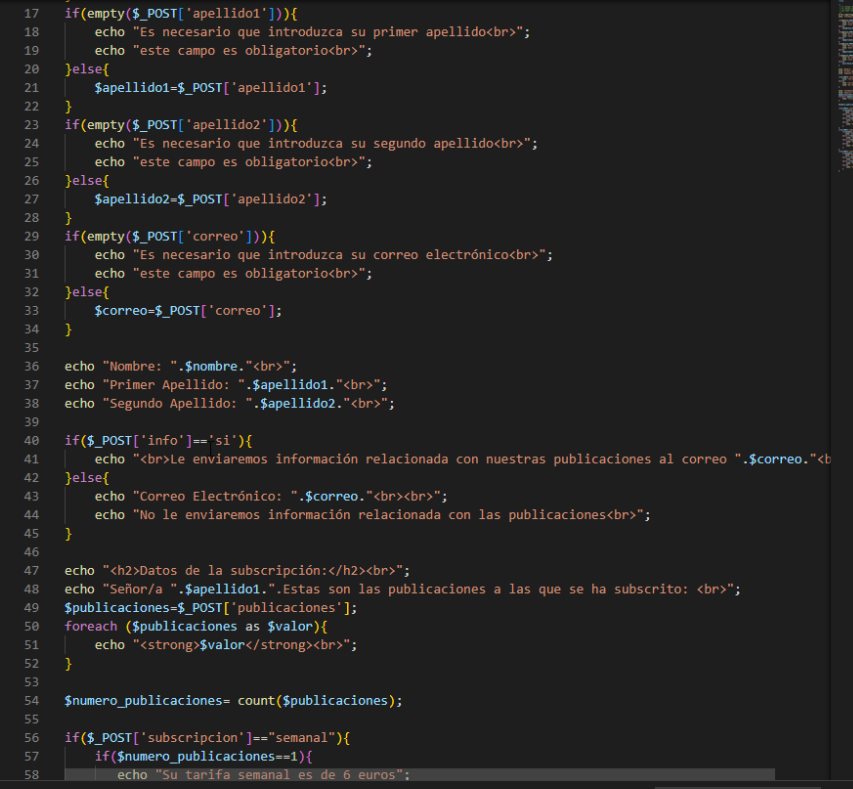 17 if(empty($_POST['apellido1'])){
18 echo "Es necesario que introduzca su primer apellido<br>";
19 echo "este campo es obligatorio<br>";
20 }else{
21 $apellido1=$_POST['apellido1'];
22 }
23 if(empty($_POST['apellido2'])){
24 echo "Es necesario que introduzca su segundo apellido<br>";
25 echo "este campo es obligatorio<br>";
26 }else{
27 $apellido2=$_POST['apellido2'];
28 }
29 if(empty($_POST['correo'])){
30 echo "Es necesario que introduzca su correo electrónico<br>";
31 echo "este campo es obligatorio<br>";
32 }else{
33 $correo=$_POST['correo'];
34 }
35
36 echo "Nombre: ".$nombre."<br>";
37 echo "Primer Apellido: ".$apellido1."<br>";
38 echo "Segundo Apellido: ".$apellido2."<br>";
39
40 if($_POST['info']=='si'){
41 echo "<br>Le enviaremos información relacionada con nuestras publicaciones al correo ".$correo."<b
42 }else{
43 echo "Correo Electrónico: ".$correo."<br><br>";
44 echo "No le enviaremos información relacionada con las publicaciones<br>";
45 }
46
47 echo "<h2>Datos de la subscripción:</h2><br>";
48 echo "Señor/a ".$apellido1.".Estas son las publicaciones a las que se ha subscrito: <br>";
49 $publicaciones=$_POST['publicaciones'];
50 foreach ($publicaciones as $valor){
51 echo "<strong>$valor</strong><br>";
52 }
53
54 $numero_publicaciones= count($publicaciones);
55
56 if($_POST['subscripcion']=="semanal"){
57 if($numero_publicaciones==1){
58 echo "Su tarifa semanal es de 6 euros";